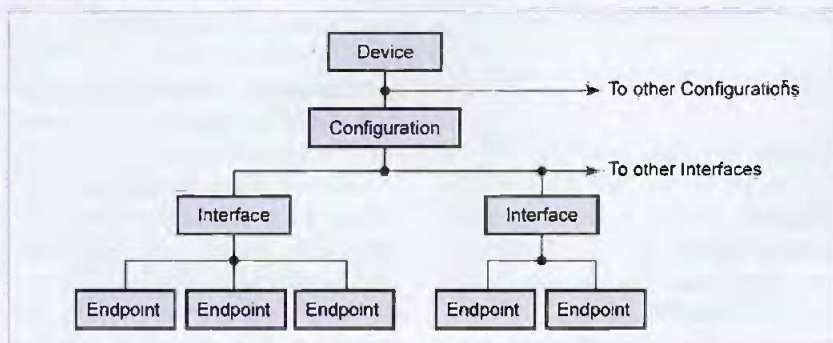 Device
To other Configurations
Configuration
To other Interfaces
Interface
Interface
Endpoint
Endpoint
Endpoint
Endpoint
Endpoint